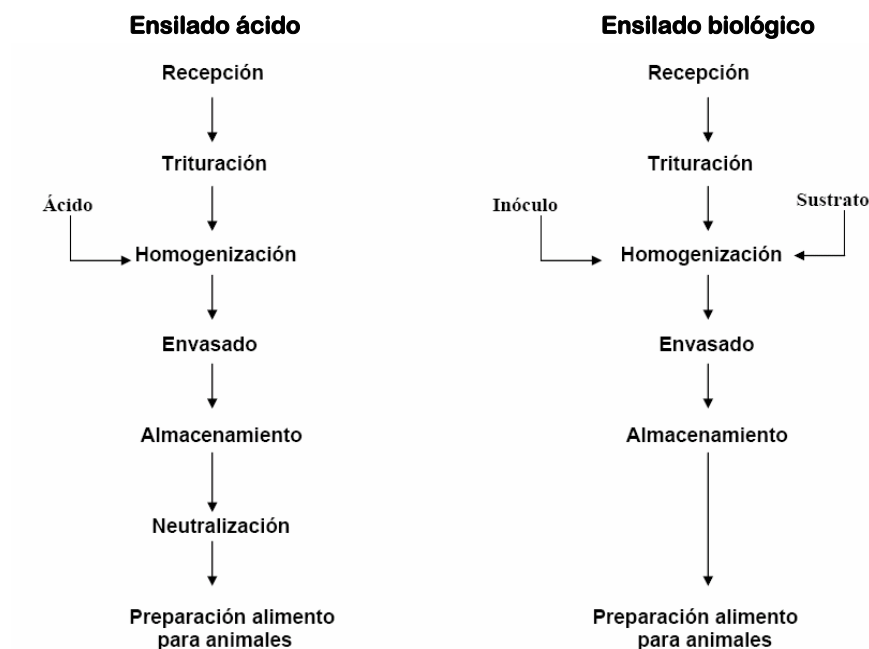 Ensilado ácido
Recepción
Trituración
Ácido
Homogenización
Envasado
Almacenamiento
Neutralización
Preparación alimento
para animales
Ensilado biológico
Recepción
Trituración
Inóculo
Sustrato
Homogenización
Envasado
Almacenamiento
Preparación alimento
para animales